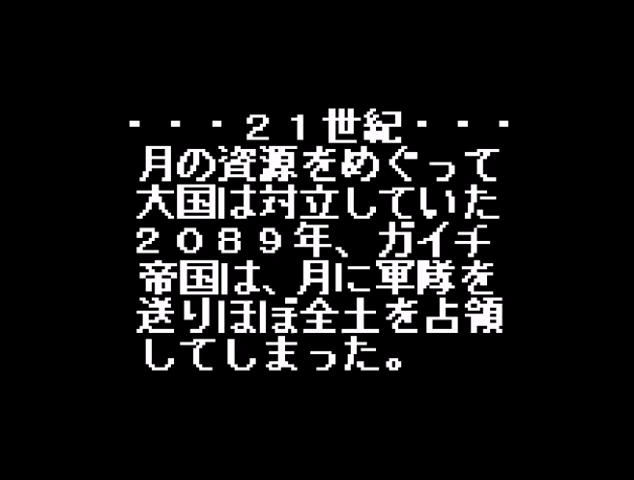 ・・・２１世紀・・・
月の資源をめぐって
大国は対立していた
２０８９年、ガイチ
帝国は、月に軍隊を
送りほぼ全土を占領
してしまった。